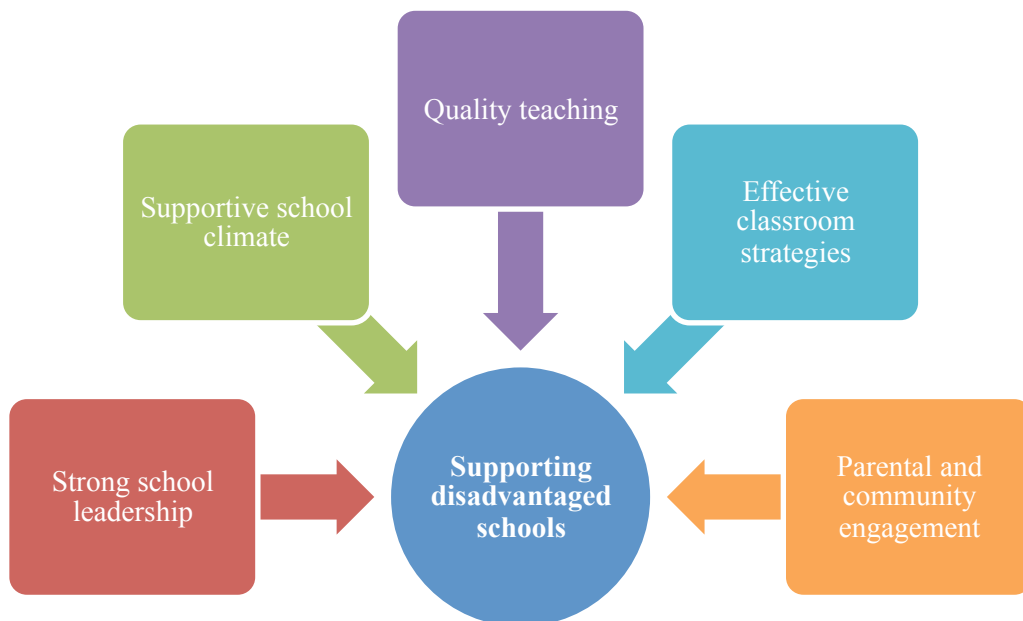 Quality teaching
Supportive school
climate
Effective
classroom
strategies
Strong school
leadership
Supporting
disadvantaged
schools
Parental and
community
engagement